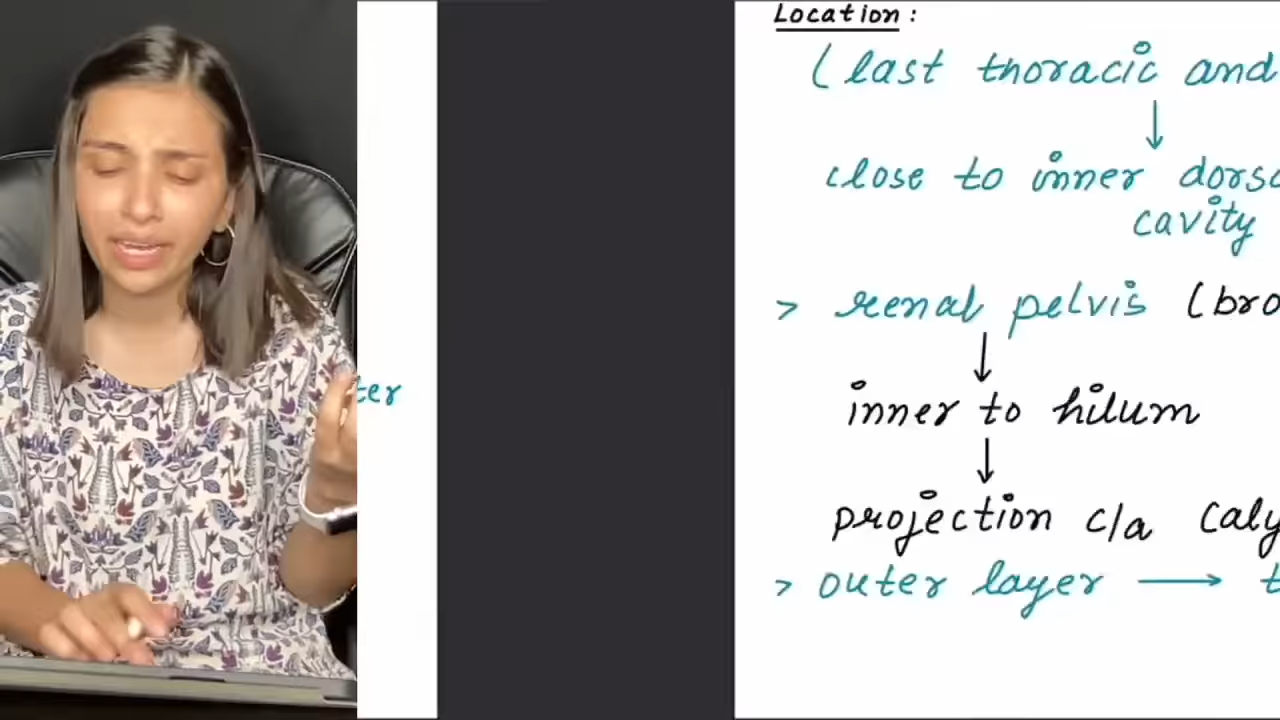 Location :
(last thoracic and
close to inner dorsa
cavity
> renal pelvis (bro
ter
inner to hilum
projection c/a Caly
> outer layer → t